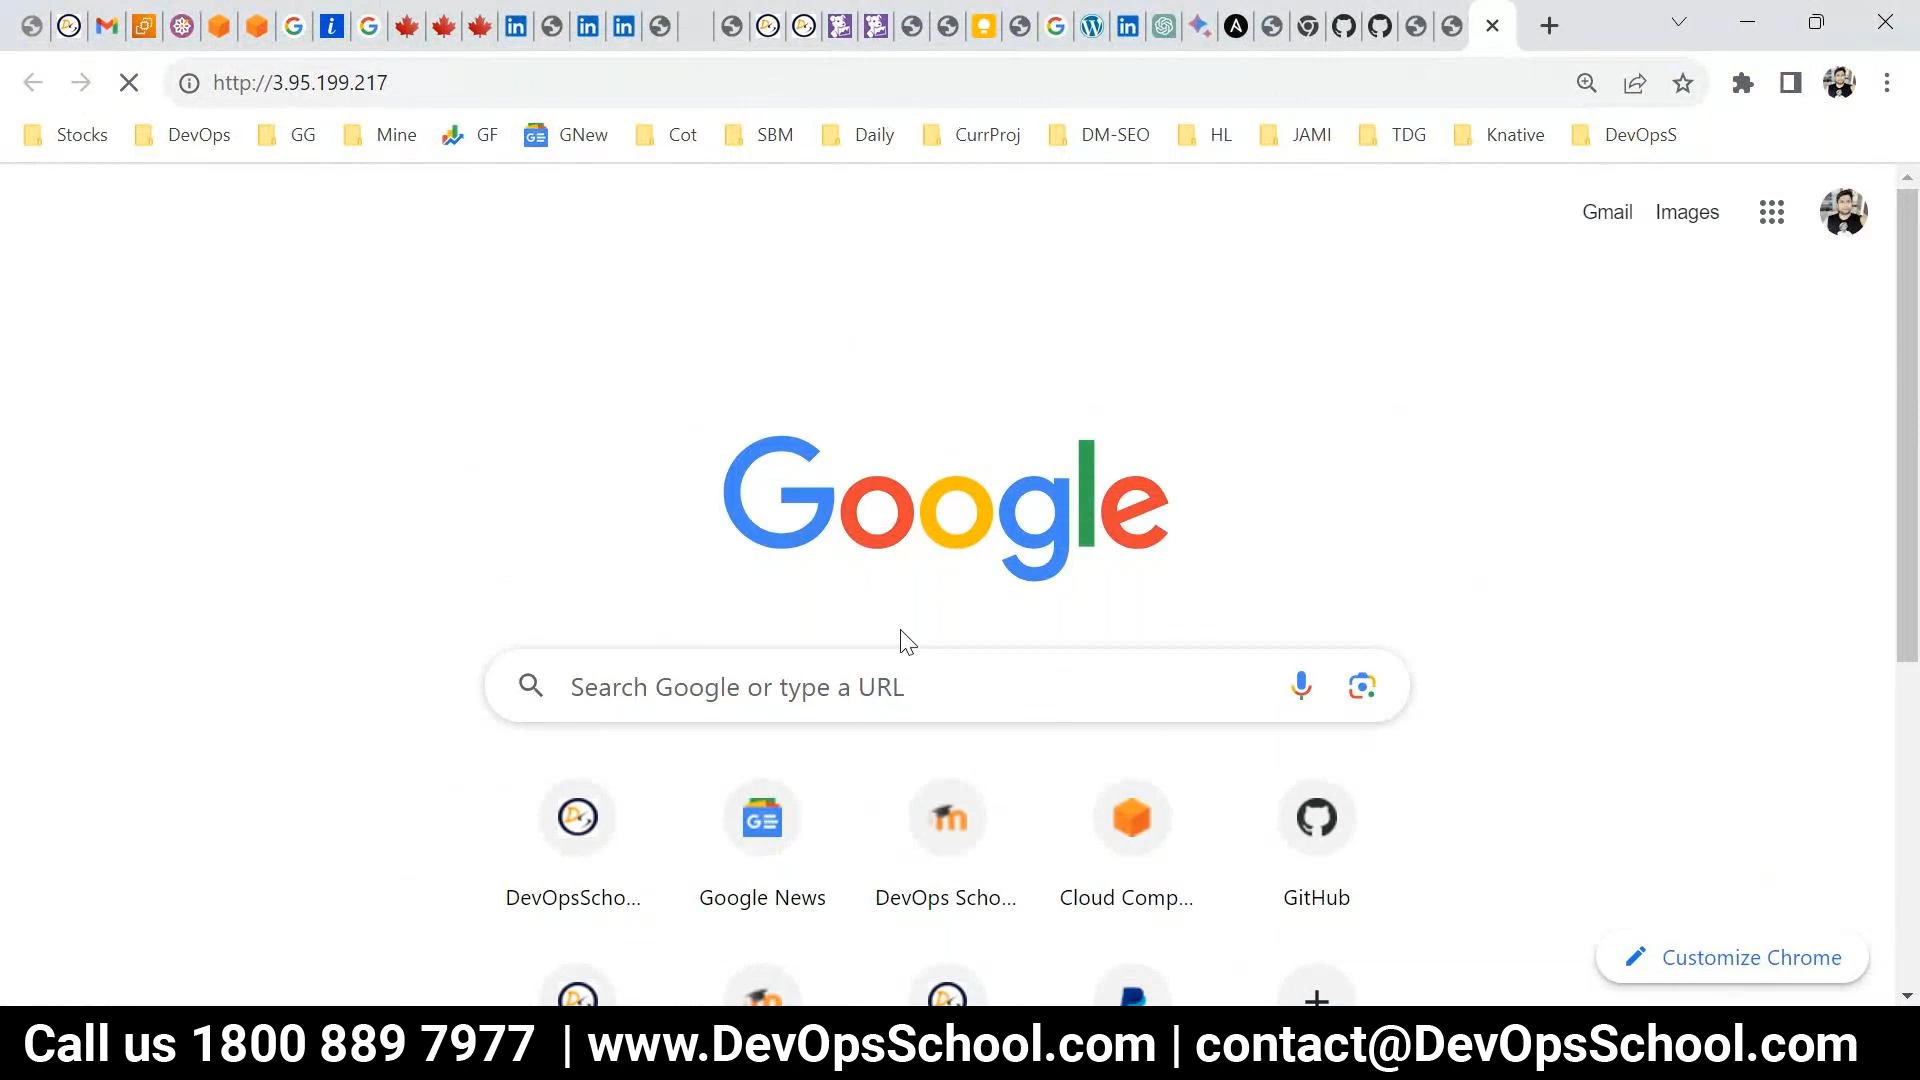 http://3.95.199.217
Stocks DevOps GG Mine GF GE GNew Cot SBM Daily CurrProj DM-SEO HL JAMI TDG Knative DevOpsS
Gmail Images
Google
Search Google or type a URL
DevOpsScho... Google News DevOps Scho... Cloud Comp... GitHub
Customize Chrome
Call us 1800 889 7977 | www.DevOpsSchool.com | contact@DevOpsSchool.com